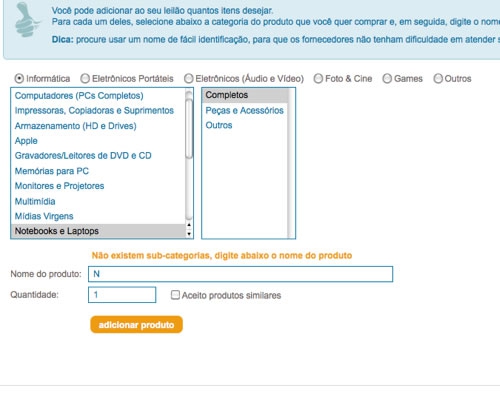 Você pode adicionar ao seu leilão quantos itens desejar.
Para cada um deles, selecione abaixo a categoria do produto que você quer comprar e, em seguida, digite o nome
Dica: procure usar um nome de fácil identificação, para que os fornecedores não tenham dificuldade em atender s
Informática Eletrônicos Portáteis Eletrônicos (Áudio e Vídeo) Foto & Cine Games Outros
Computadores (PCs Completos)
Impressoras, Copiadoras e Suprimentos
Armazenamento (HD e Drives)
Apple
Gravadores/Leitores de DVD e CD
Memórias para PC
Monitores e Projetores
Multimídia
Mídias Virgens
Notebooks e Laptops
Completos
Peças e Acessórios
Outros
Não existem sub-categorias, digite abaixo o nome do produto
Nome do produto: N
Quantidade: 1 Aceito produtos similares
adicionar produto